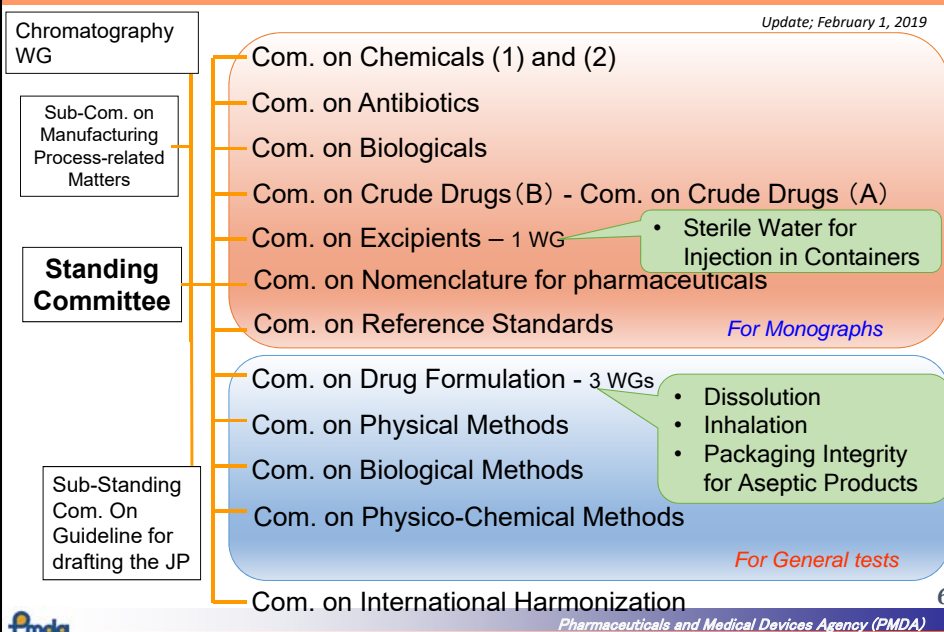 Update; February 1, 2019
Chromatography
WG
Sub-Com. on
Manufacturing
Process-related
Matters
Standing
Committee
Sub-Standing
Com. On
Guideline for
drafting the JP
Com. on Chemicals (1) and (2)
Com. on Antibiotics
Com. on Biologicals
Com. on Crude Drugs（B）- Com. on Crude Drugs （A）
Com. on Excipients – 1 WG
• Sterile Water for
Injection in Containers
Com. on Nomenclature for pharmaceuticals
Com. on Reference Standards
For Monographs
Com. on Drug Formulation - 3 WGs
• Dissolution
• Inhalation
• Packaging Integrity
for Aseptic Products
Com. on Physical Methods
Com. on Biological Methods
Com. on Physico-Chemical Methods
For General tests
Com. on International Harmonization
6
Pmda
Pharmaceuticals and Medical Devices Agency (PMDA)